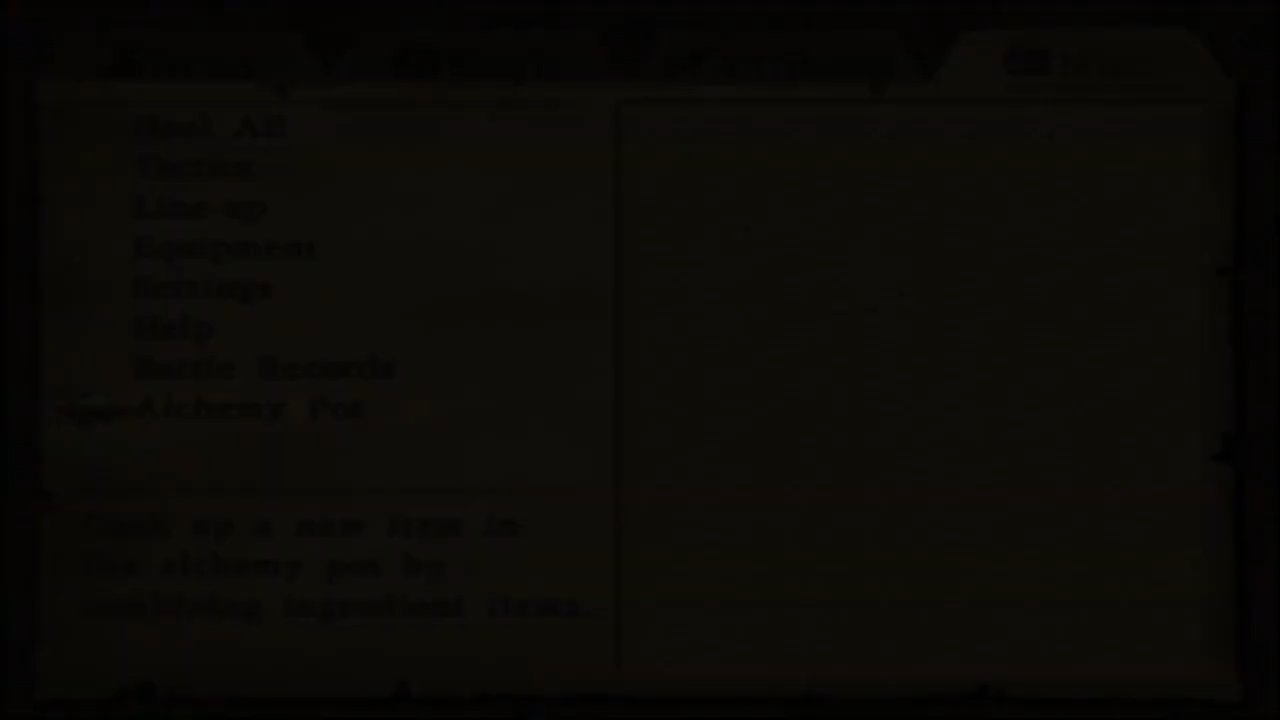 Heal All
Tactics
Line-up
Equipment
Settings
Help
Battle Records
Alchemy Pot
Cook up a new item in
the alchemy pot by
combining ingredient items.